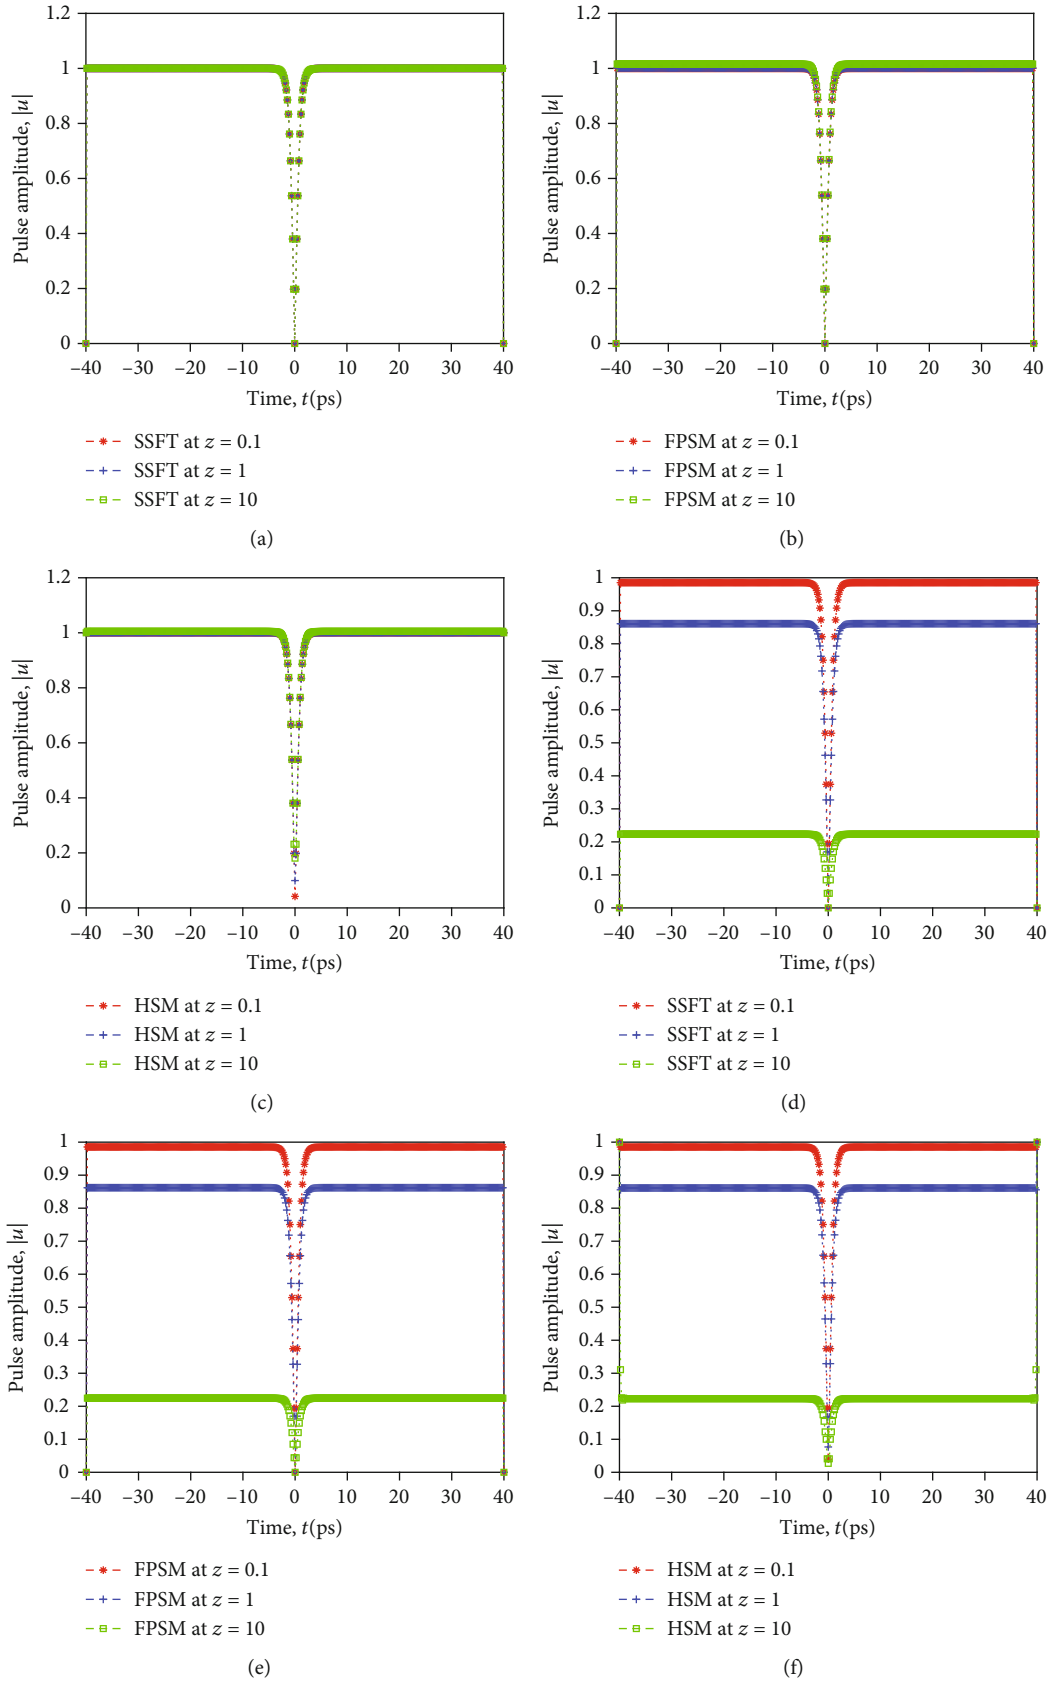 1.2
1
0.8
0.6
0.4
0.2
0
Pulse amplitude, |u|
–40 –30 –20 –10 0 10 20 30 40
Time, t(ps)
SSFT at z = 0.1
SSFT at z = 1
SSFT at z = 10
(a)
1.2
1
0.8
0.6
0.4
0.2
0
Pulse amplitude, |u|
–40 –30 –20 –10 0 10 20 30 40
Time, t(ps)
FPSM at z = 0.1
FPSM at z = 1
FPSM at z = 10
(b)
1.2
1
0.8
0.6
0.4
0.2
0
Pulse amplitude, |u|
–40 –30 –20 –10 0 10 20 30 40
Time, t(ps)
HSM at z = 0.1
HSM at z = 1
HSM at z = 10
(c)
1
0.9
0.8
0.7
0.6
0.5
0.4
0.3
0.2
0.1
0
Pulse amplitude, |u|
–40 –30 –20 –10 0 10 20 30 40
Time, t(ps)
SSFT at z = 0.1
SSFT at z = 1
SSFT at z = 10
(d)
1
0.9
0.8
0.7
0.6
0.5
0.4
0.3
0.2
0.1
0
Pulse amplitude, |u|
–40 –30 –20 –10 0 10 20 30 40
Time, t(ps)
FPSM at z = 0.1
FPSM at z = 1
FPSM at z = 10
(e)
1
0.9
0.8
0.7
0.6
0.5
0.4
0.3
0.2
0.1
0
Pulse amplitude, |u|
–40 –30 –20 –10 0 10 20 30 40
Time, t(ps)
HSM at z = 0.1
HSM at z = 1
HSM at z = 10
(f)